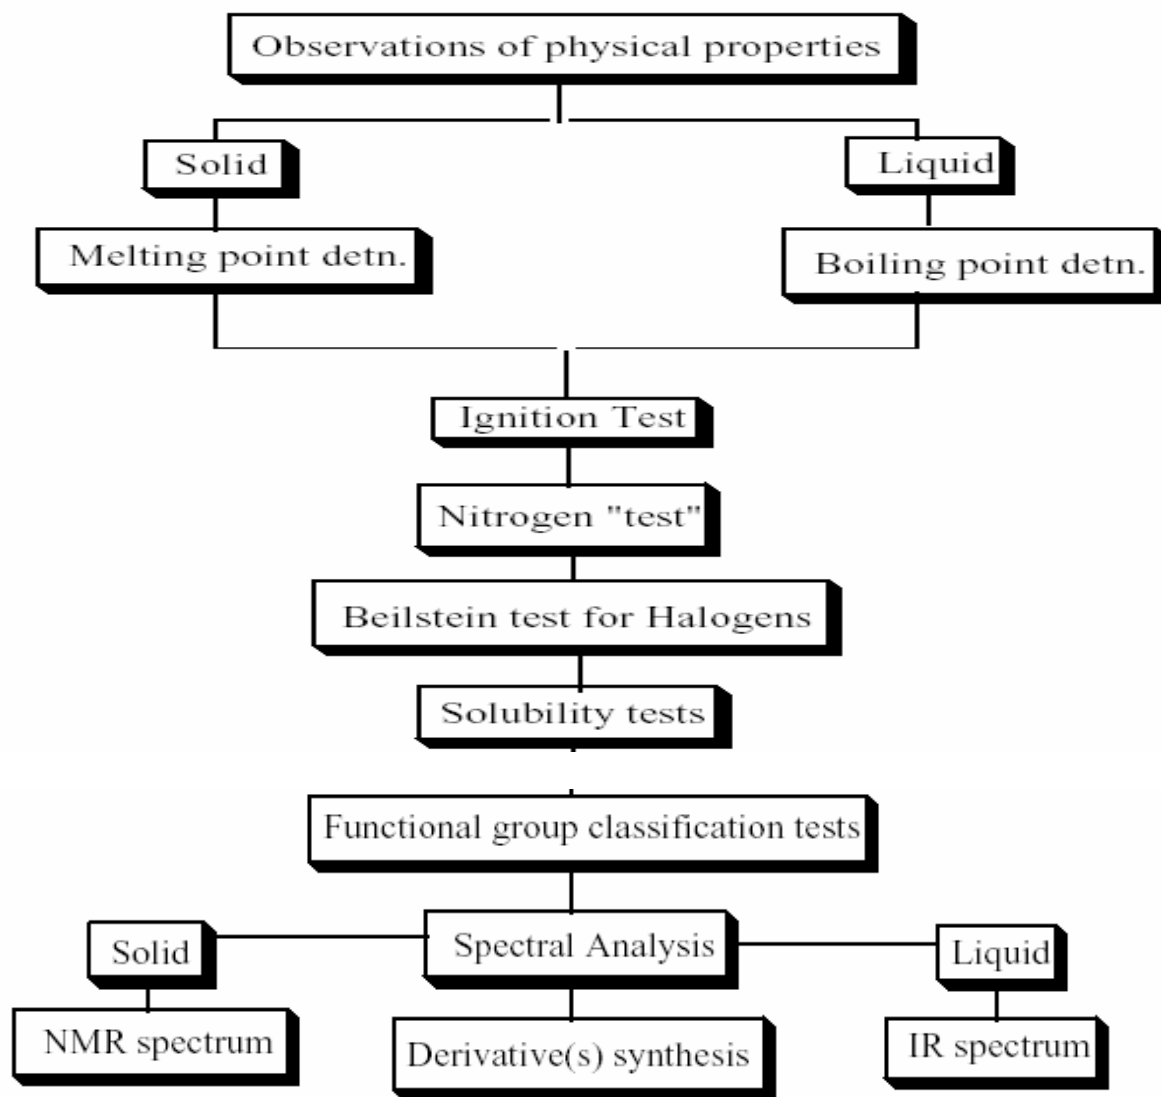 Observations of physical properties
Solid
Liquid
Melting point detn.
Boiling point detn.
Ignition Test
Nitrogen "test"
Beilstein test for Halogens
Solubility tests
Functional group classification tests
Solid
Spectral Analysis
Liquid
NMR spectrum
Derivative(s) synthesis
IR spectrum